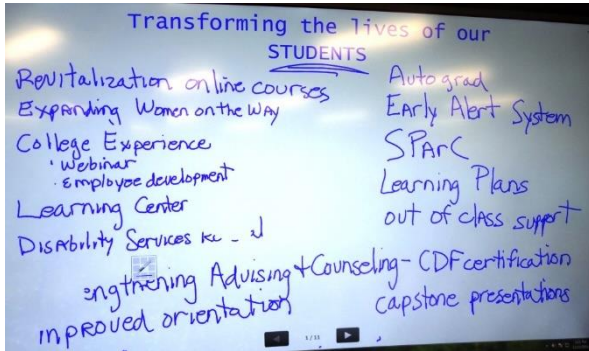 Transforming the lives of our
STUDENTS
Revitalization online courses
Expanding Women on the Way
College Experience
· Webinar
· Employee development
Learning Center
Disability Services
engthening Advising + Counseling - CDF certification
improved orientation
Autograd
Early Alert System
SPArC
Learning Plans
out of class support
capstone presentations
1/11